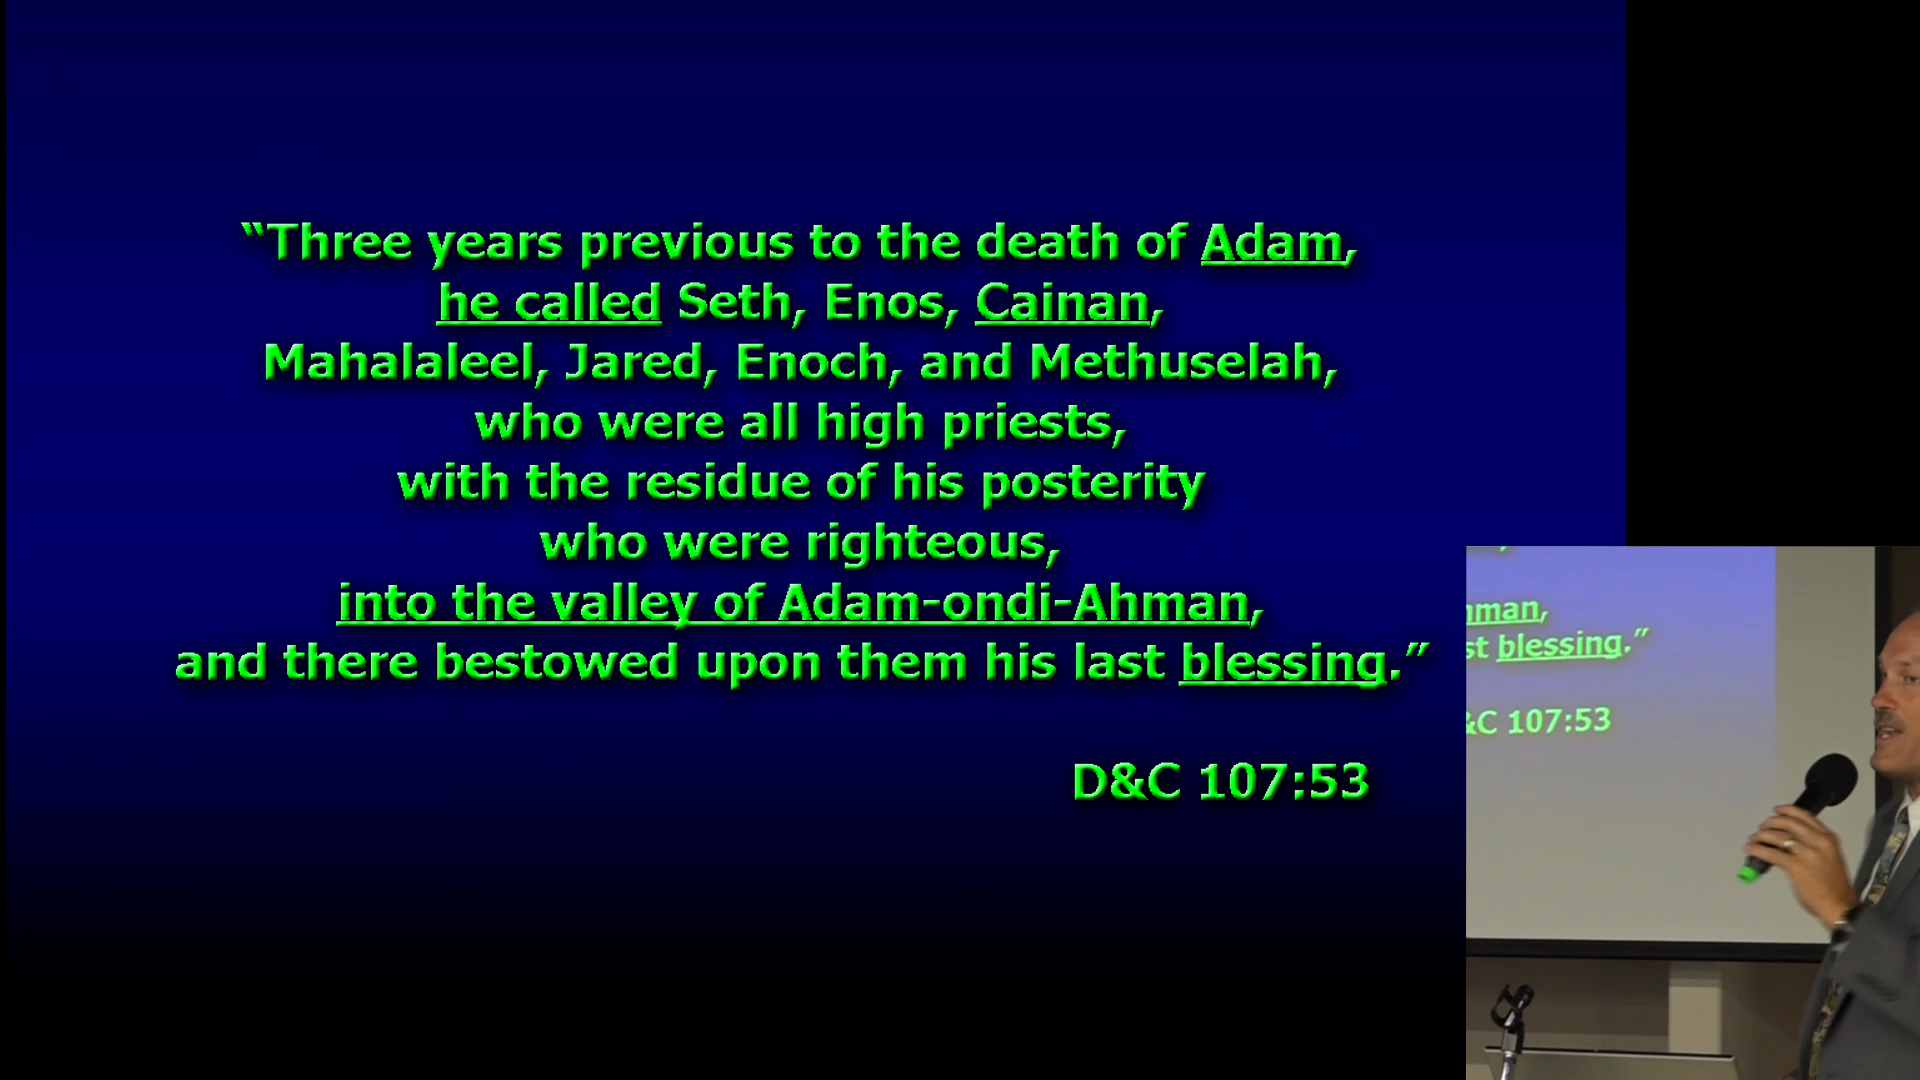 “Three years previous to the death of Adam,
he called Seth, Enos, Cainan,
Mahalaleel, Jared, Enoch, and Methuselah,
who were all high priests,
with the residue of his posterity
who were righteous,
into the valley of Adam-ondi-Ahman,
and there bestowed upon them his last blessing.”
D&C 107:53
hman,
st blessing.”
&C 107:53